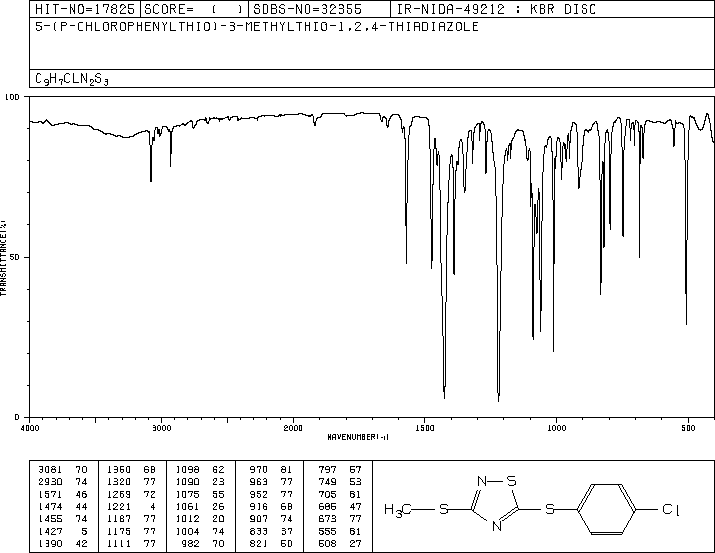 HIT-NO=17825 SCORE= ( ) SDBS-NO=32355 IR-NIDA-49212 : KBR DISC
5-(P-CHLOROPHENYLTHIO)-3-METHYLTHIO-1,2,4-THIADIAZOLE
C9H7CLN2S3
100
TRANSMITTANCE(%)
50
0
4000 3000 2000 1500 1000 500
WAVENUMBER(-1)
3081 70 1350 68 1098 62 970 81 797 57
2930 74 1320 77 1090 23 963 77 749 53
1571 46 1269 72 1075 55 952 77 705 81
1474 44 1221 4 1061 26 916 68 686 47
1455 74 1187 77 1012 20 907 74 673 77
1427 5 1175 77 1004 74 833 37 555 81
1390 42 1111 77 982 70 821 50 508 27
N S
H3C S S Cl
N